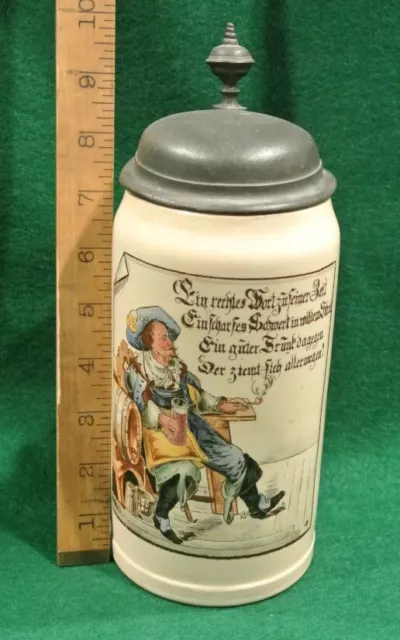 10
9
8
7
6
5
4
3
2
1
Ein rechtes Wort zu seiner Zeit
Ein scharfes Schwert in wildem
Ein guter Trunk dagegen
Der ziemt sich allerwegen!